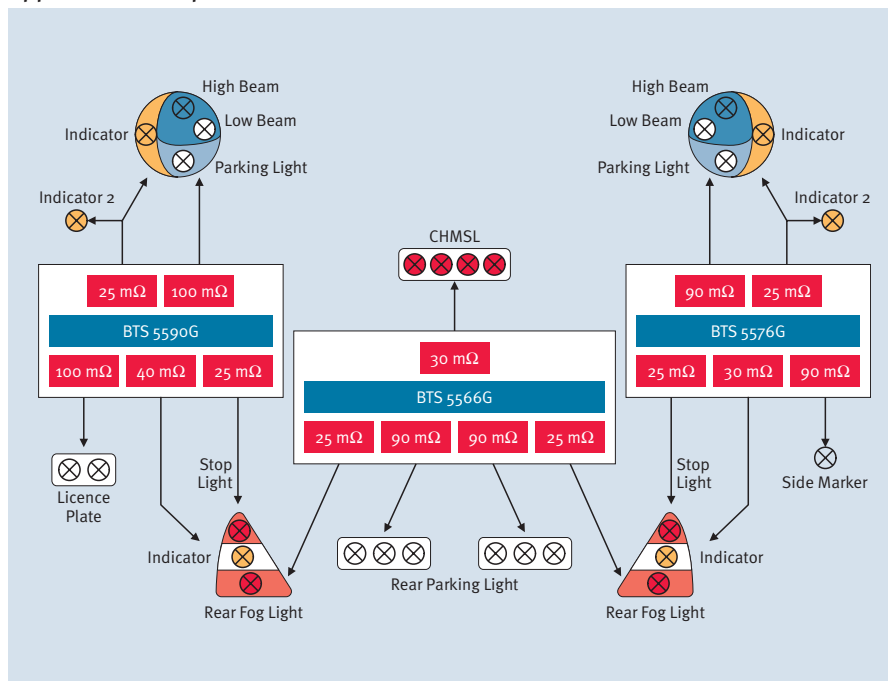 High Beam
Low Beam
Indicator
Parking Light
Indicator 2
High Beam
Low Beam
Indicator
Parking Light
Indicator 2
CHMSL
25 mΩ 100 mΩ
BTS 5590G
100 mΩ 40 mΩ 25 mΩ
30 mΩ
BTS 5566G
25 mΩ 90 mΩ 90 mΩ 25 mΩ
90 mΩ 25 mΩ
BTS 5576G
25 mΩ 30 mΩ 90 mΩ
Licence
Plate
Stop
Light
Indicator
Rear Fog Light
Rear Parking Light
Stop
Light
Side Marker
Indicator
Rear Fog Light